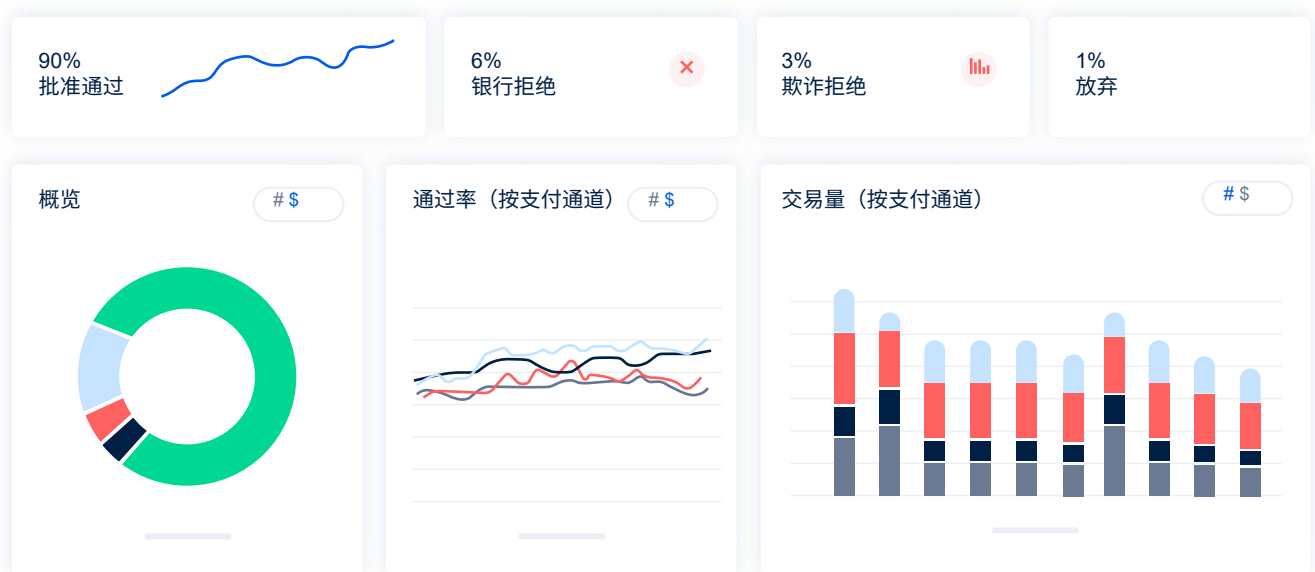 90%
批准通过
6%
银行拒绝
3%
欺诈拒绝
1%
放弃
概览
# $
通过率（按支付通道）
# $
交易量（按支付通道）
# $